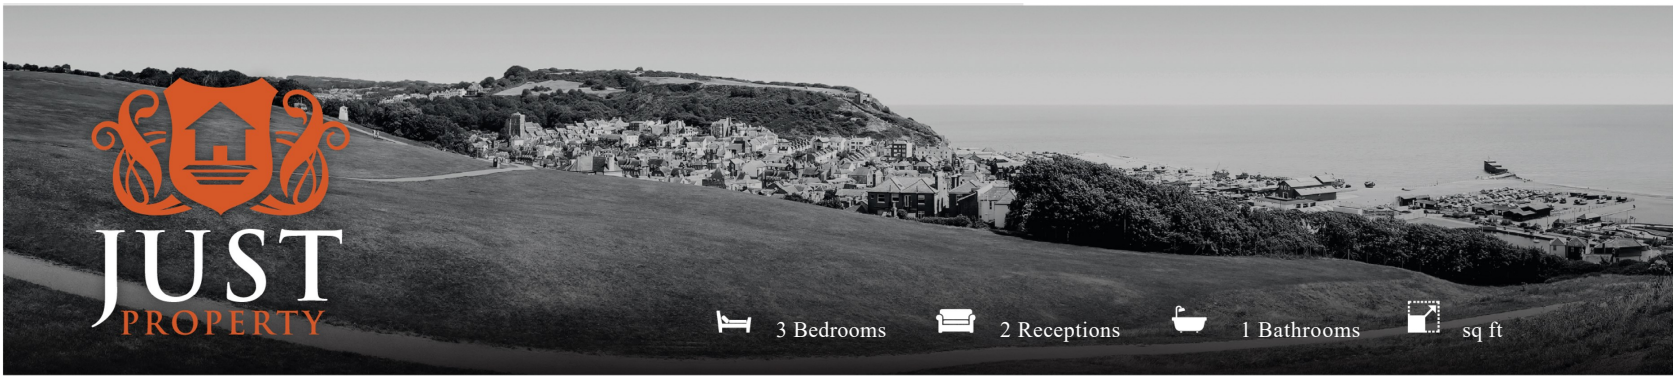 JUST
PROPERTY
3 Bedrooms
2 Receptions
1 Bathrooms
sq ft